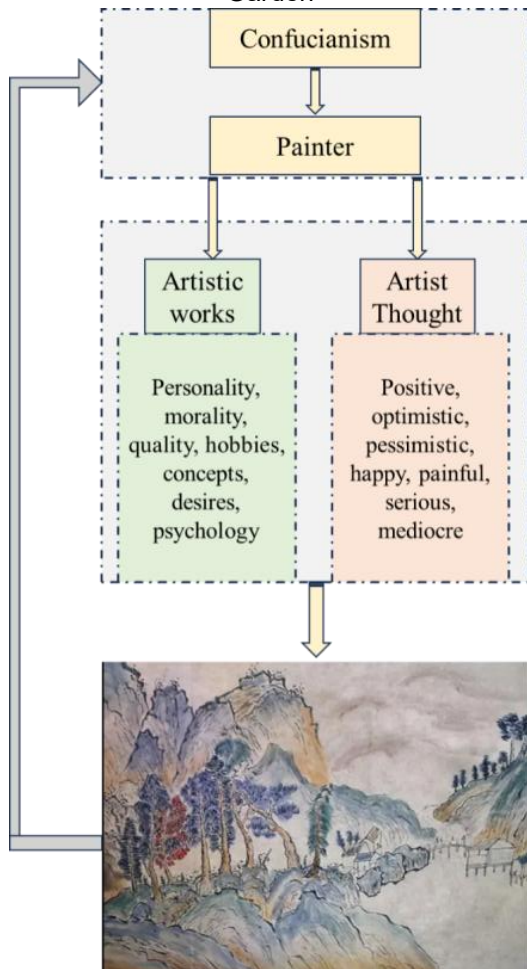 Garden
Confucianism
Painter
Artistic
works
Personality,
morality,
quality, hobbies,
concepts,
desires,
psychology
Artist
Thought
Positive,
optimistic,
pessimistic,
happy, painful,
serious,
mediocre